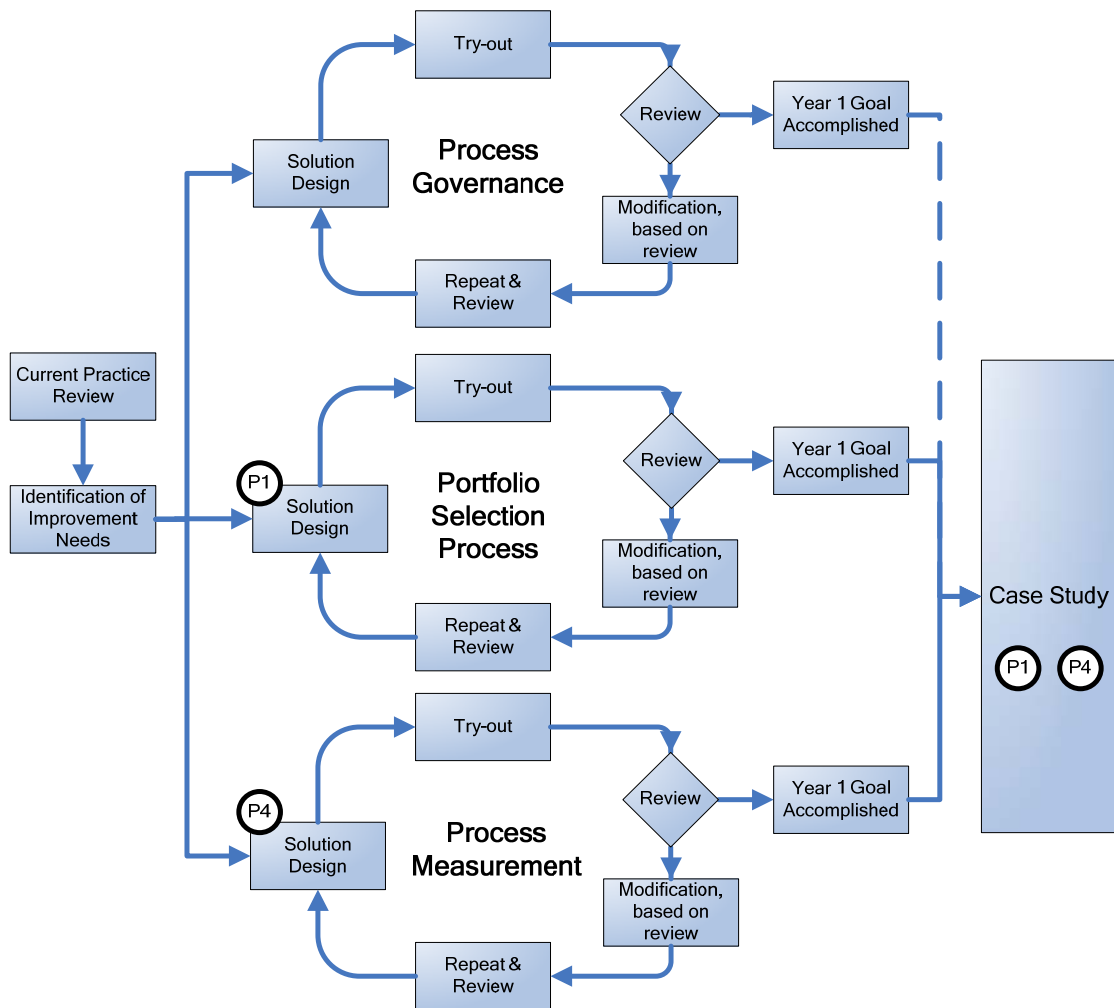 Try-out
Review
Year 1 Goal
Accomplished
Solution
Design
Process
Governance
Modification,
based on
review
Repeat &
Review
Current Practice
Review
Identification of
Improvement
Needs
Try-out
Review
Year 1 Goal
Accomplished
P1
Solution
Design
Portfolio
Selection
Process
Modification,
based on
review
Repeat &
Review
Case Study
P1 P4
Try-out
Review
Year 1 Goal
Accomplished
P4
Solution
Design
Process
Measurement
Modification,
based on
review
Repeat &
Review